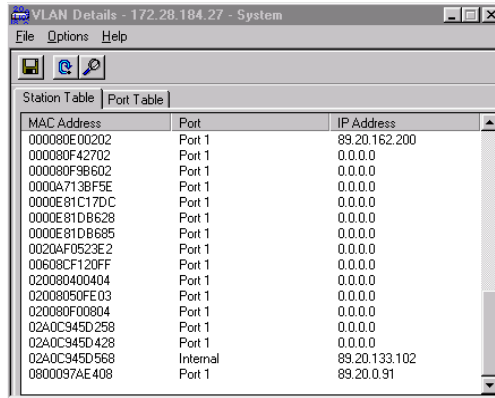 VLAN Details - 172.28.184.27 - System
File Options Help
Station Table Port Table
MAC Address Port IP Address
000080E00202 Port 1 89.20.162.200
000080F42702 Port 1 0.0.0.0
000080F9B602 Port 1 0.0.0.0
0000A713BF5E Port 1 0.0.0.0
0000E81C17DC Port 1 0.0.0.0
0000E81DB628 Port 1 0.0.0.0
0000E81DB685 Port 1 0.0.0.0
0020AF0523E2 Port 1 0.0.0.0
00608CF120FF Port 1 0.0.0.0
020080400404 Port 1 0.0.0.0
02008050FE03 Port 1 0.0.0.0
020080F00804 Port 1 0.0.0.0
02A0C945D258 Port 1 0.0.0.0
02A0C945D428 Port 1 0.0.0.0
02A0C945D568 Internal 89.20.133.102
0800097AE408 Port 1 89.20.0.91